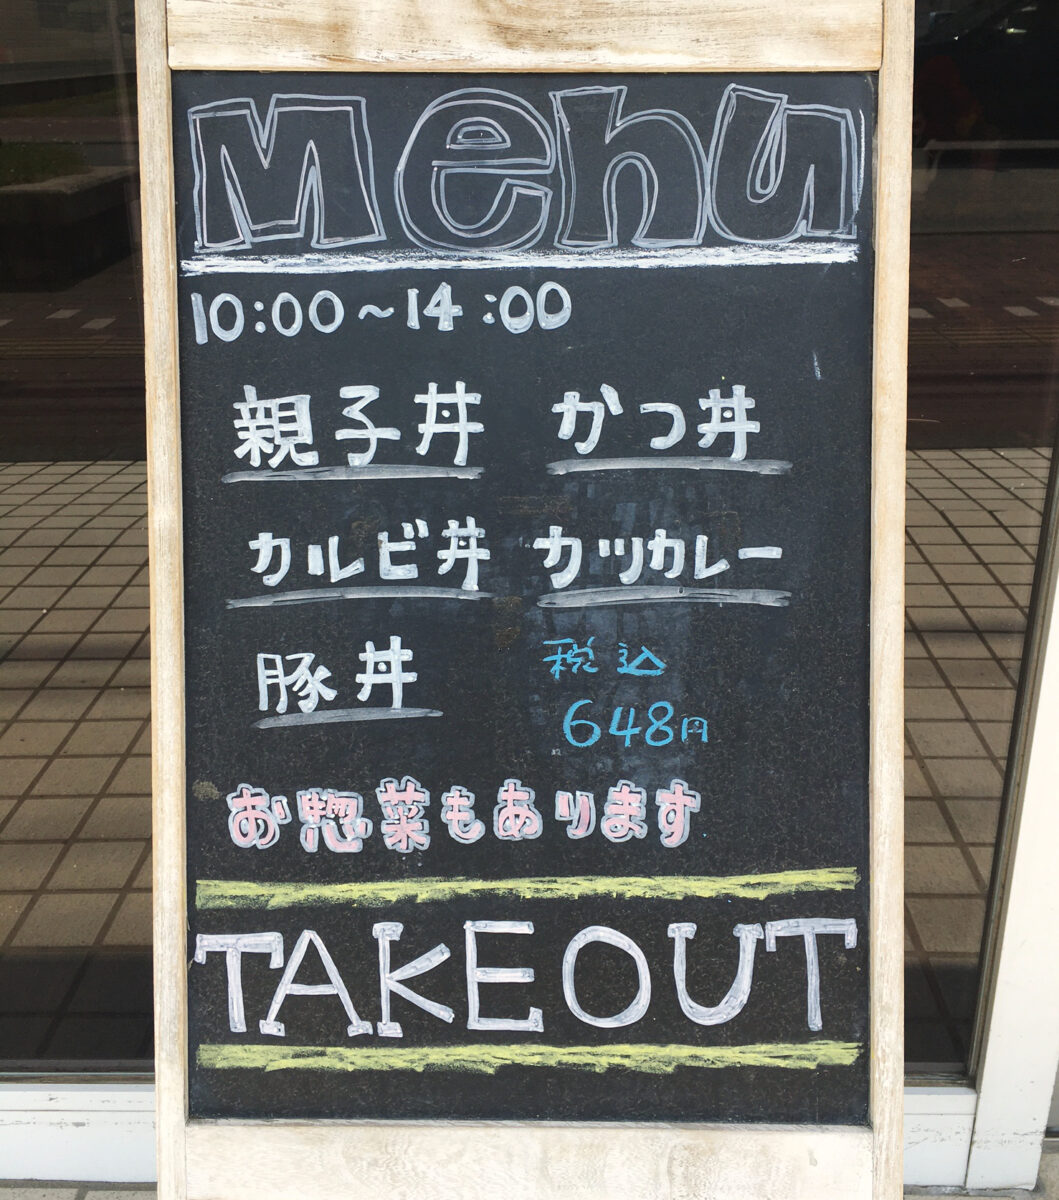 Menu
10:00~14:00
親子丼 かつ丼
カルビ丼 カツカレー
豚丼 税込
648円
お惣菜もあります
TAKEOUT